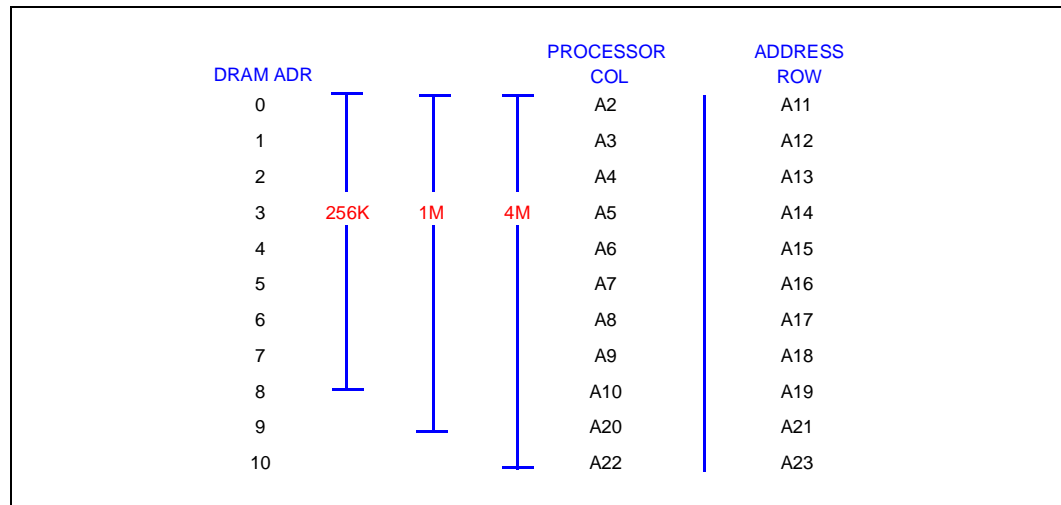 PROCESSOR ADDRESS
DRAM ADR COL ROW
0 A2 A11
1 A3 A12
2 A4 A13
3 256K 1M 4M A5 A14
4 A6 A15
5 A7 A16
6 A8 A17
7 A9 A18
8 A10 A19
9 A20 A21
10 A22 A23